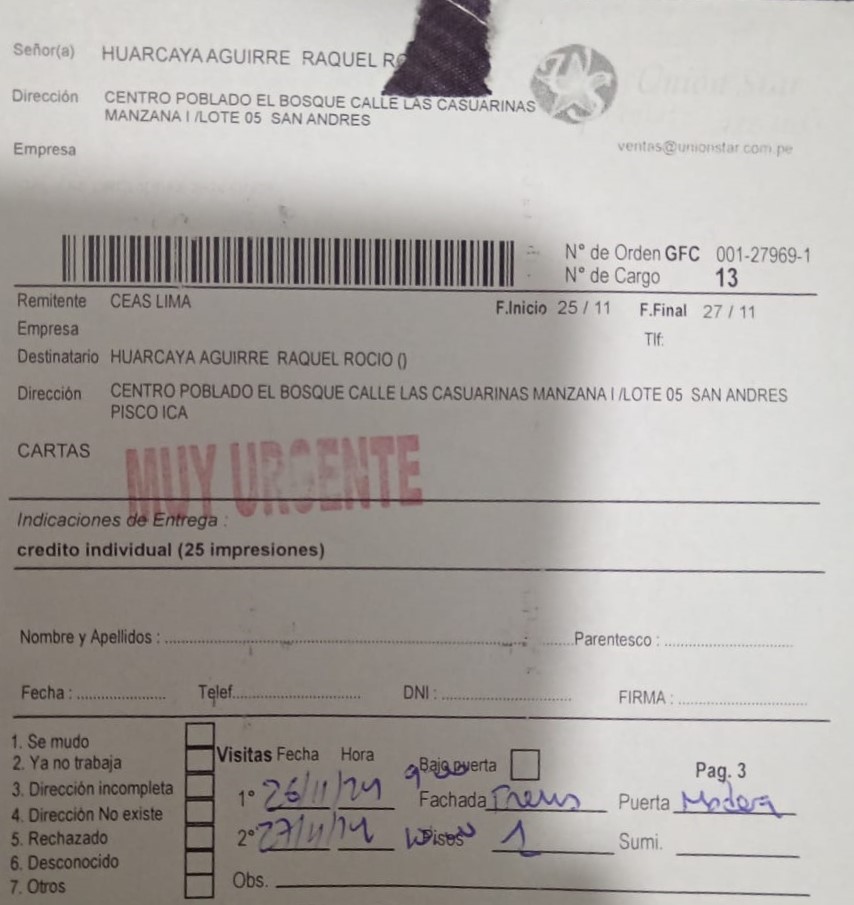 Señor(a) HUARCAYA AGUIRRE RAQUEL
Dirección CENTRO POBLADO EL BOSQUE CALLE LAS CASUARINAS
MANZANA I /LOTE 05 SAN ANDRES
Union Star
Empresa
ventas@unionstar.com.pe
N° de Orden GFC 001-27969-1
N° de Cargo 13
Remitente CEAS LIMA F.Inicio 25 / 11 F.Final 27 / 11
Empresa Tlf:
Destinatario HUARCAYA AGUIRRE RAQUEL ROCIO ()
Dirección CENTRO POBLADO EL BOSQUE CALLE LAS CASUARINAS MANZANA I /LOTE 05 SAN ANDRES
PISCO ICA
CARTAS
MUY URGENTE
Indicaciones de Entrega :
credito individual (25 impresiones)
Nombre y Apellidos : Parentesco :
Fecha : Telef. DNI : FIRMA :
1. Se mudo
2. Ya no trabaja
3. Dirección incompleta
4. Dirección No existe
5. Rechazado
6. Desconocido
7. Otros
Visitas Fecha Hora Bajo puerta Pag. 3
1° 26/11/24 Fachada Puerta Madera
2° 27/11/24 Pisos 1 Sumi.
Obs.